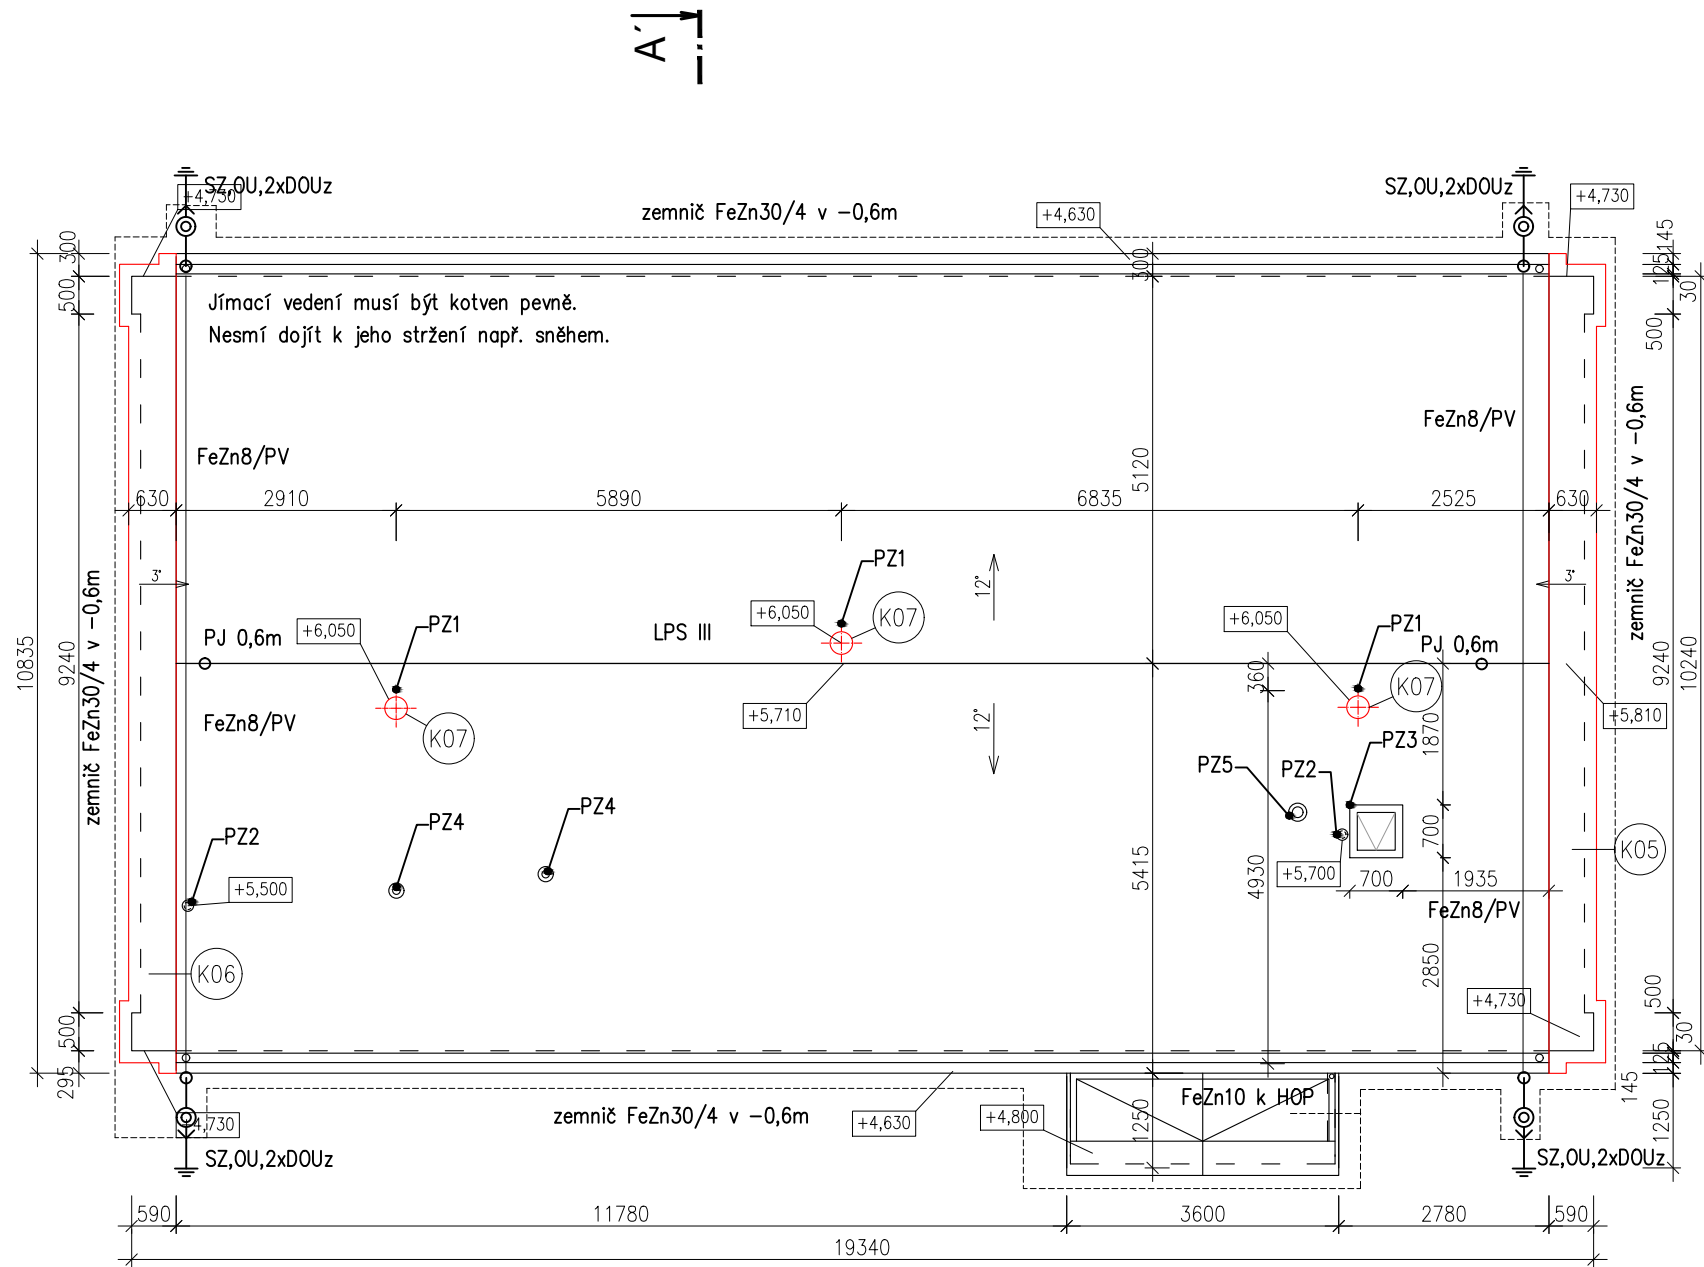 A´
SZ,OU,2xDOUz
+4,730
zemnič FeZn30/4 v -0,6m
+4,630
SZ,OU,2xDOUz
+4,730
300
500
300
145
125
30
500
Jímací vedení musí být kotven pevně.
Nesmí dojít k jeho stržení např. sněhem.
FeZn8/PV
FeZn8/PV
5120
630
2910
5890
6835
2525
630
zemnič FeZn30/4 v -0,6m
zemnič FeZn30/4 v -0,6m
3°
3°
12°
PZ1
PZ1
PZ1
+6,050
+6,050
+6,050
K07
K07
K07
PJ 0,6m
LPS III
PJ 0,6m
10835
9240
9240
10240
360
+5,710
+5,810
12°
FeZn8/PV
1870
PZ3
PZ5
PZ2
PZ4
PZ4
PZ2
700
K05
+5,500
+5,700
5415
4930
700
1935
FeZn8/PV
K06
2850
+4,730
500
295
500
30
125
145
1250
FeZn10 k HOP
zemnič FeZn30/4 v -0,6m
+4,630
+4,800
1250
4,730
SZ,OU,2xDOUz
SZ,OU,2xDOUz
590
11780
3600
2780
590
19340